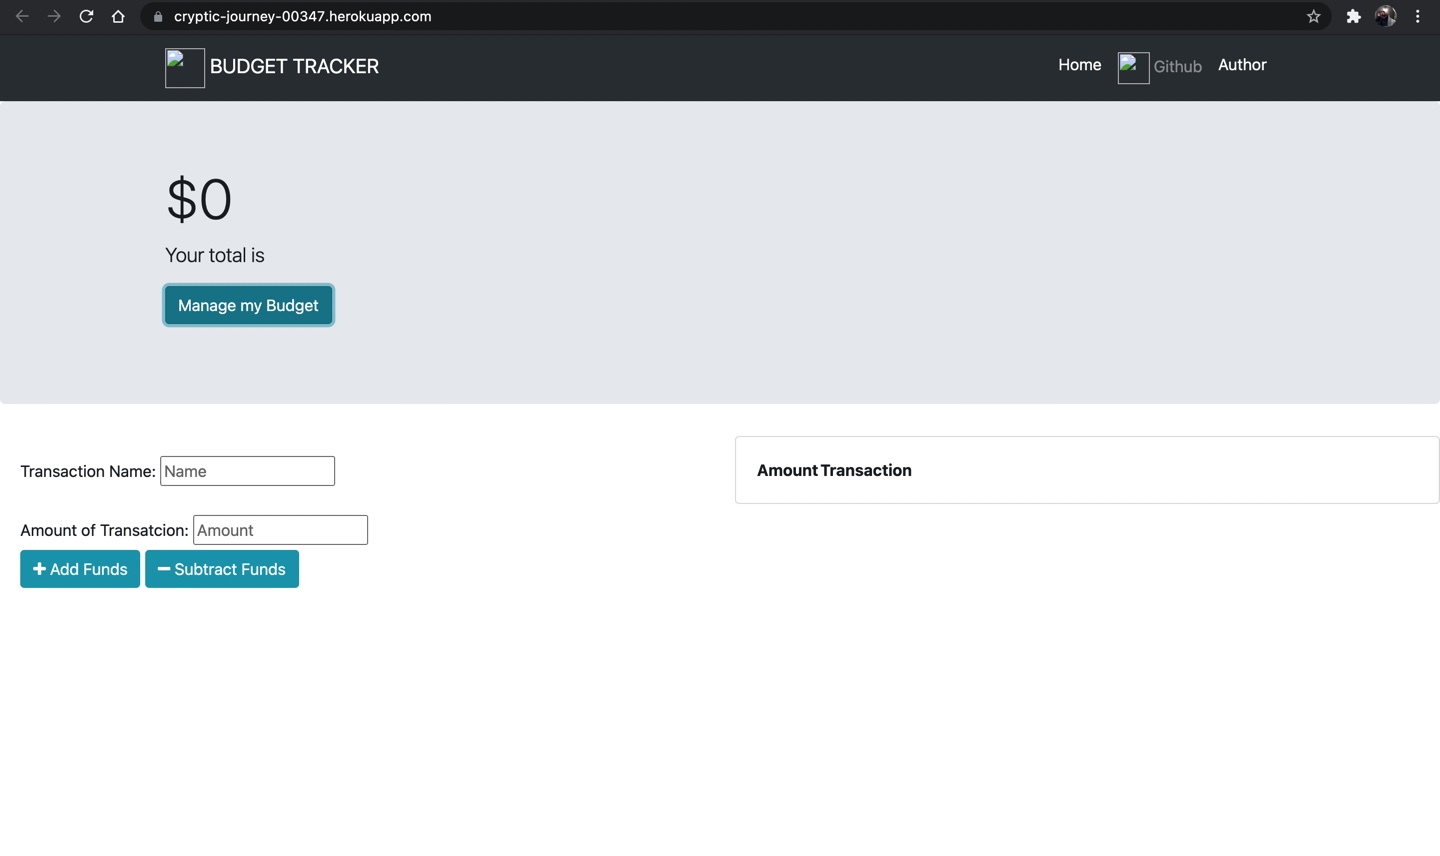 cryptic-journey-00347.herokuapp.com
BUDGET TRACKER
Home Github Author
$0
Your total is
Manage my Budget
Transaction Name: Name
Amount of Transatcion: Amount
Add Funds Subtract Funds
Amount Transaction